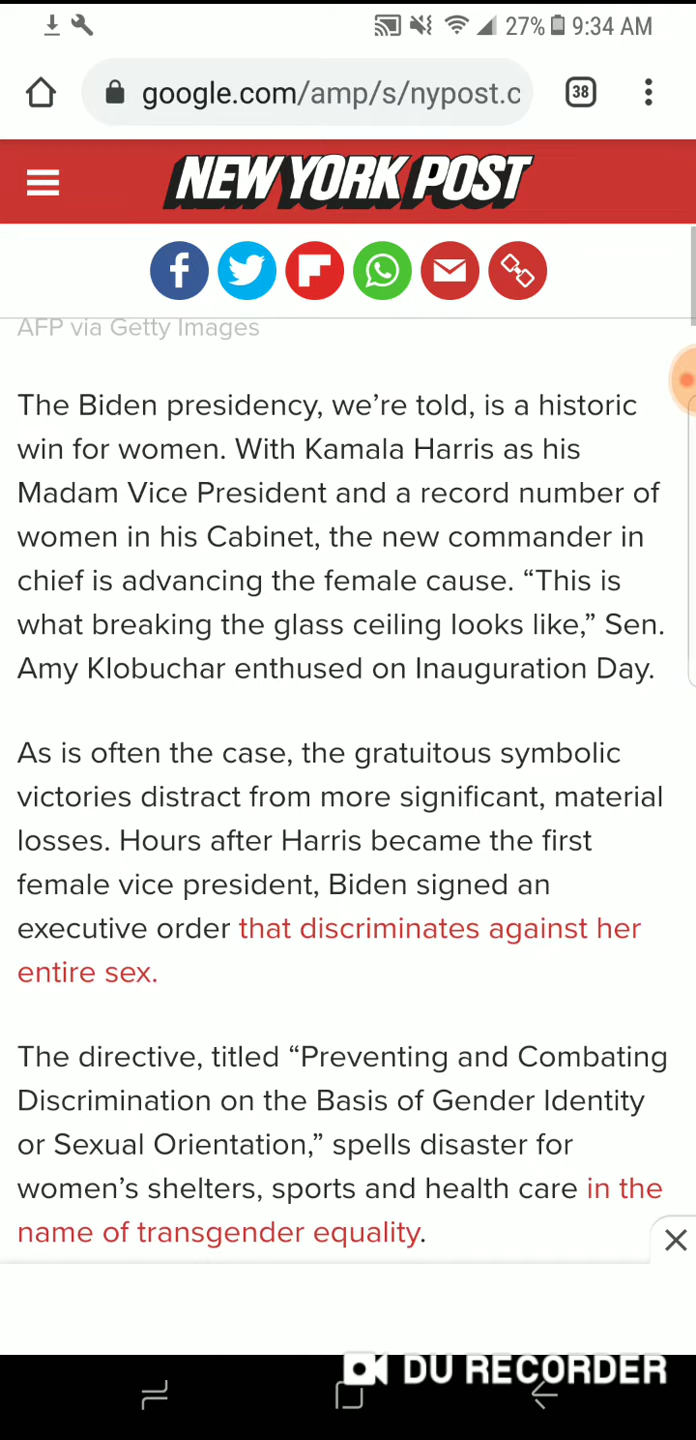 27% 9:34 AM
google.com/amp/s/nypost.c
38
NEW YORK POST
AFP via Getty Images
The Biden presidency, we’re told, is a historic
win for women. With Kamala Harris as his
Madam Vice President and a record number of
women in his Cabinet, the new commander in
chief is advancing the female cause. “This is
what breaking the glass ceiling looks like,” Sen.
Amy Klobuchar enthused on Inauguration Day.
As is often the case, the gratuitous symbolic
victories distract from more significant, material
losses. Hours after Harris became the first
female vice president, Biden signed an
executive order that discriminates against her
entire sex.
The directive, titled “Preventing and Combating
Discrimination on the Basis of Gender Identity
or Sexual Orientation,” spells disaster for
women’s shelters, sports and health care in the
name of transgender equality.
DU RECORDER